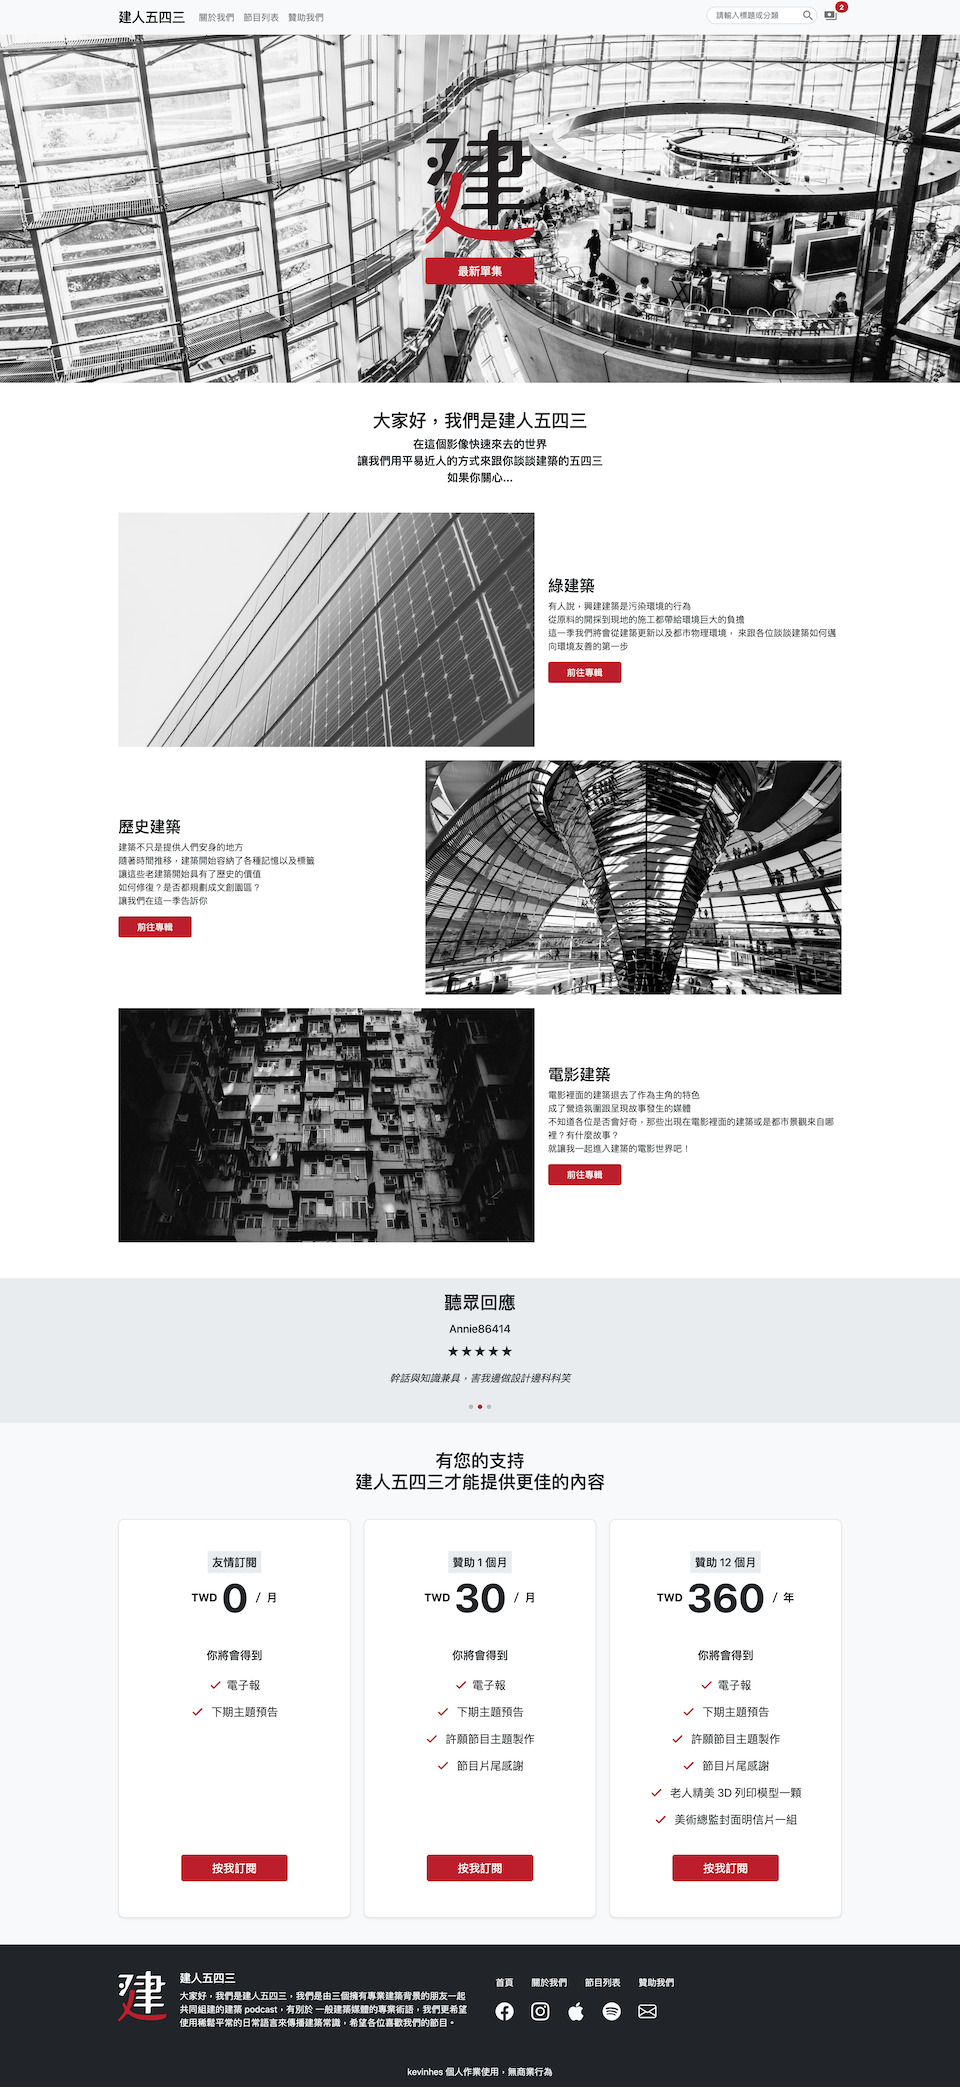 建人五四三
關於我們 節目列表 贊助我們
請輸入標題或分類
2
建
最新單集
大家好，我們是建人五四三
在這個影像快速來去的世界
讓我們用平易近人的方式來跟你談談建築的五四三
如果你關心...
綠建築
有人說，興建建築是污染環境的行為
從原料的開採到現地的施工都帶給環境巨大的負擔
這一季我們將會從建築更新以及都市物理環境， 來跟各位談談建築如何邁
向環境友善的第一步
前往專輯
歷史建築
建築不只是提供人們安身的地方
隨著時間推移，建築開始容納了各種記憶以及標籤
讓這些老建築開始具有了歷史的價值
如何修復？是否都規劃成文創園區？
讓我們在這一季告訴你
前往專輯
電影建築
電影裡面的建築退去了作為主角的特色
成了營造氛圍跟呈現故事發生的媒體
不知道各位是否會好奇，那些出現在電影裡面的建築或是都市景觀來自哪
裡？有什麼故事？
就讓我一起進入建築的電影世界吧！
前往專輯
聽眾回應
Annie86414
★★★★★
幹話與知識兼具，害我邊做設計邊科科笑
有您的支持
建人五四三才能提供更佳的內容
友情訂閱
TWD 0 / 月
你將會得到
電子報
下期主題預告
按我訂閱
贊助 1 個月
TWD 30 / 月
你將會得到
電子報
下期主題預告
許願節目主題製作
節目片尾感謝
按我訂閱
贊助 12 個月
TWD 360 / 年
你將會得到
電子報
下期主題預告
許願節目主題製作
節目片尾感謝
老人精美 3D 列印模型一顆
美術總監封面明信片一組
按我訂閱
建
建人五四三
大家好，我們是建人五四三，我們是由三個擁有專業建築背景的朋友一起
共同組建的建築 podcast，有別於 一般建築媒體的專業術語，我們更希望
使用稀鬆平常的日常語言來傳播建築常識，希望各位喜歡我們的節目。
首頁 關於我們 節目列表 贊助我們
kevinhes 個人作業使用，無商業行為